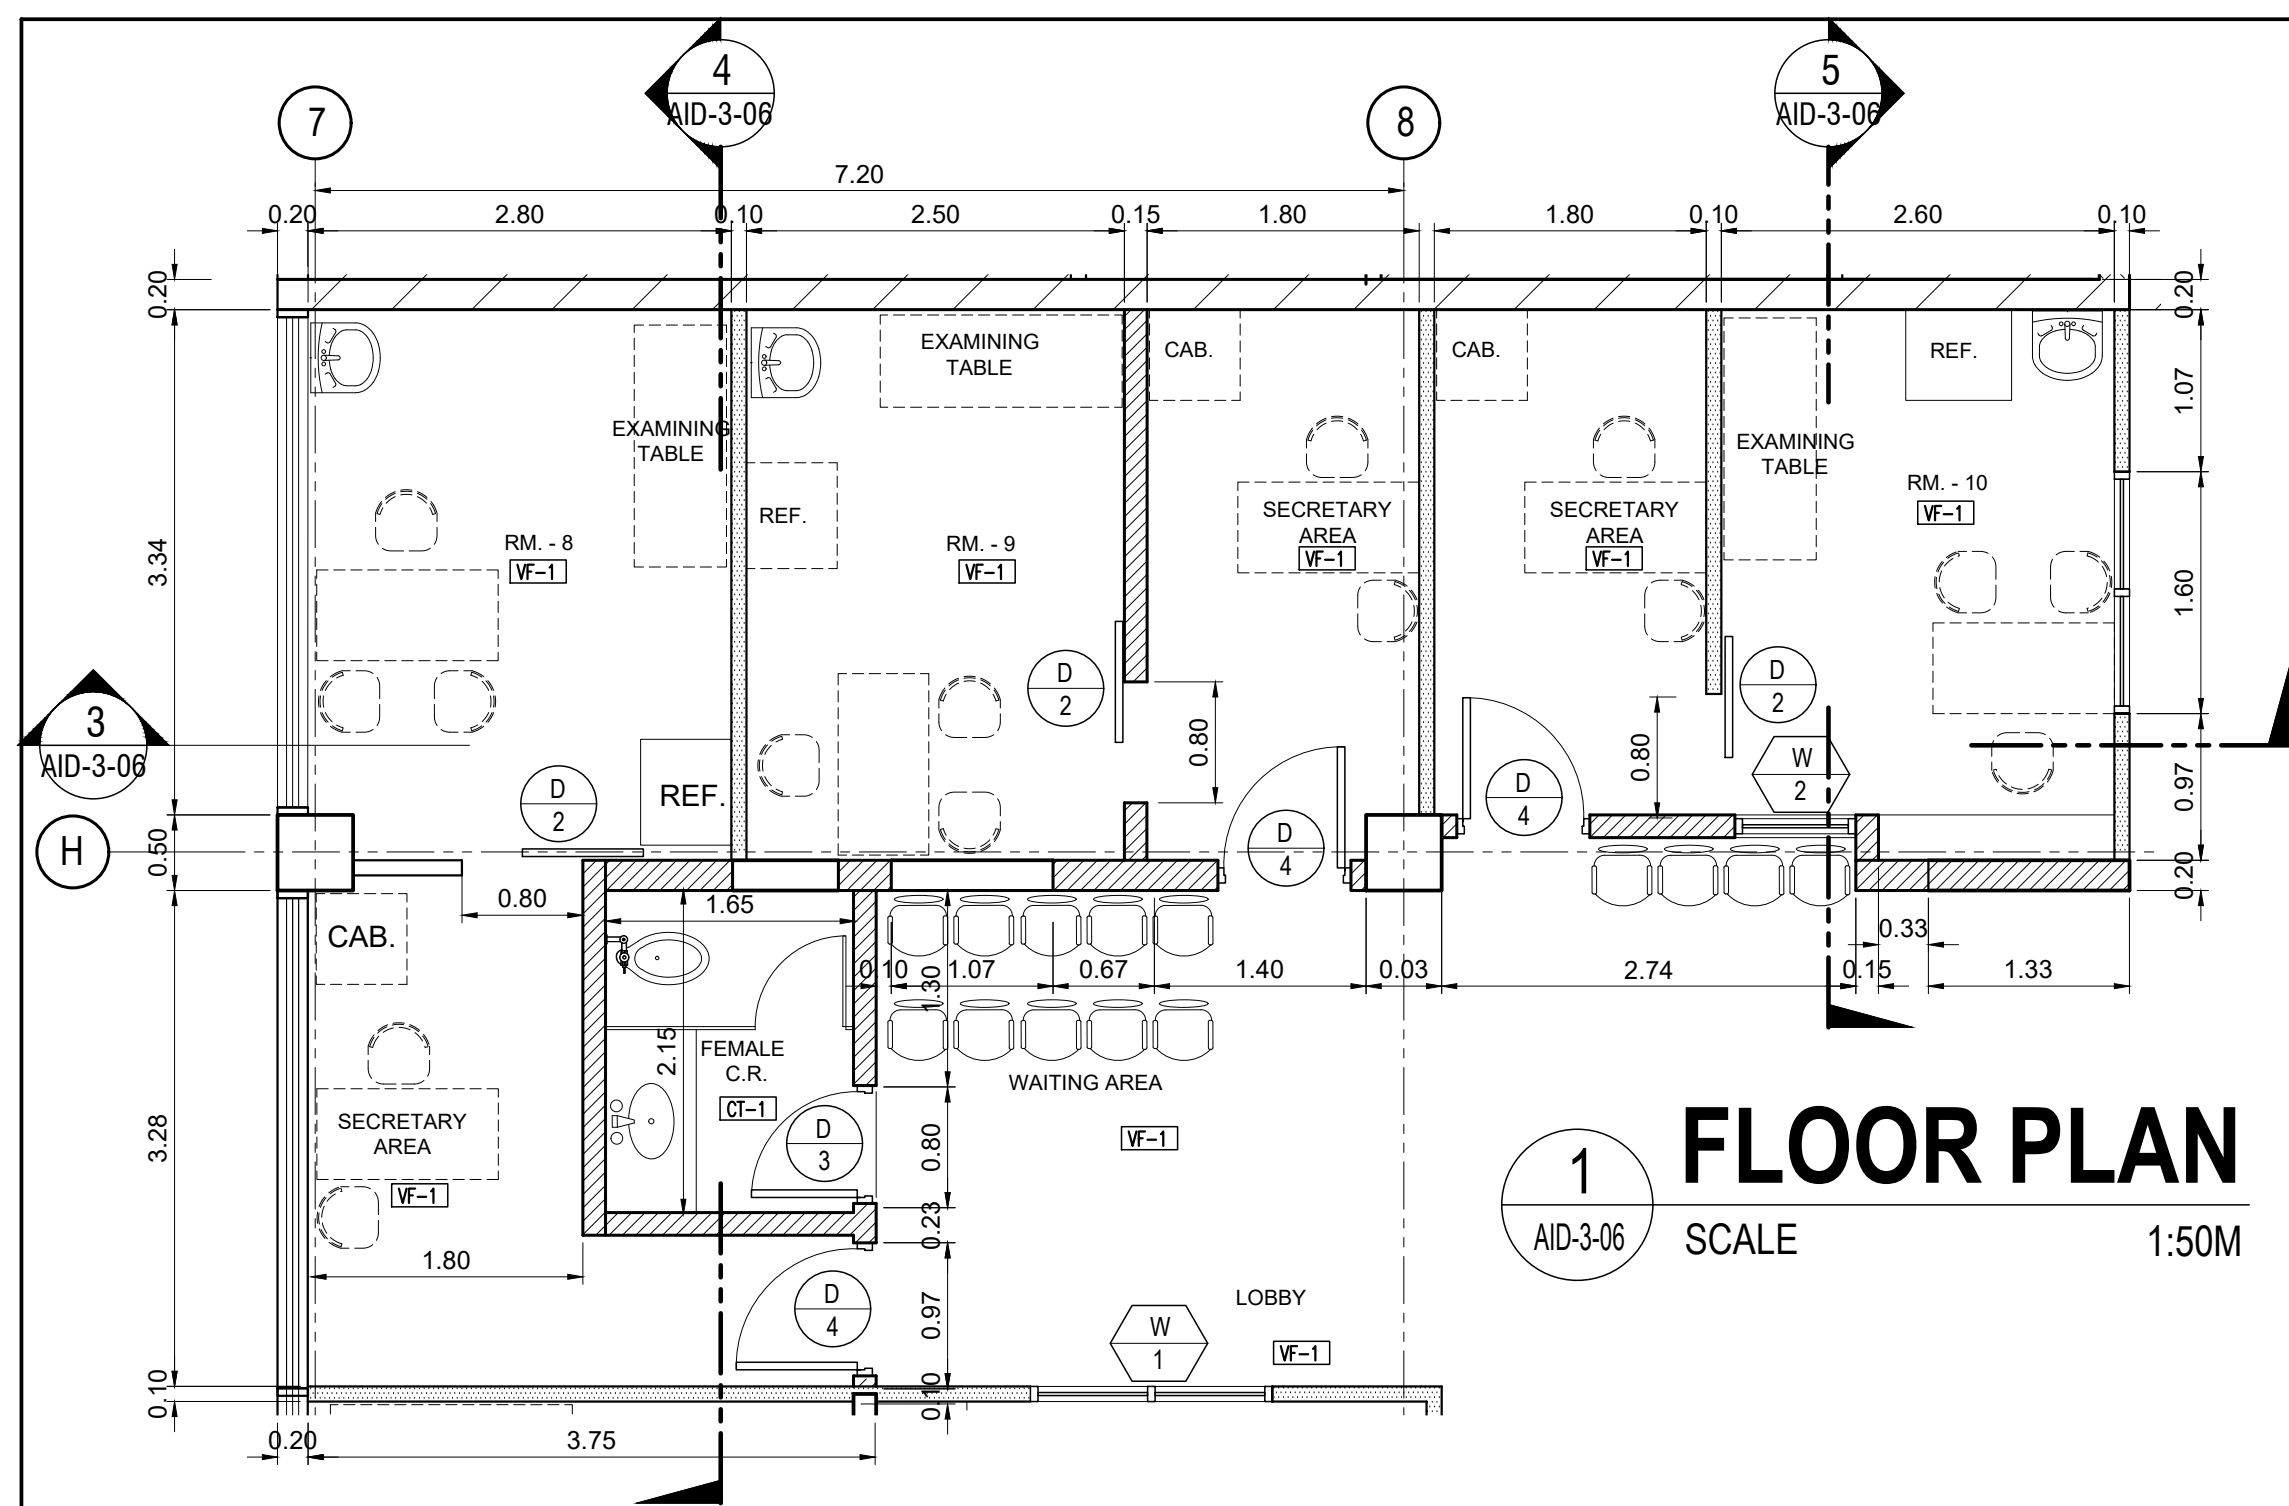 4
AID-3-06
5
AID-3-06
7
8
7.20
0.20
2.80
0.10
2.50
0.15
1.80
1.80
0.10
2.60
0.10
0.20
0.20
EXAMINING
TABLE
CAB.
CAB.
REF.
1.07
EXAMINING
TABLE
EXAMINING
TABLE
REF.
SECRETARY
AREA
VF-1
SECRETARY
AREA
VF-1
RM. - 10
VF-1
RM. - 8
VF-1
RM. - 9
VF-1
3.34
1.60
D
2
D
2
3
AID-3-06
0.80
0.80
W
2
REF.
D
2
D
4
D
4
0.97
H
0.50
0.20
0.80
1.65
CAB.
0.33
0.10
1.07
0.67
1.40
0.03
2.74
0.15
1.33
1.30
2.15
FEMALE
C.R.
CT-1
WAITING AREA
VF-1
SECRETARY
AREA
VF-1
3.28
D
3
0.80
0.23
1.80
D
4
0.97
LOBBY
VF-1
W
1
0.10
0.10
0.20
3.75
1
AID-3-06
FLOOR PLAN
SCALE
1:50M